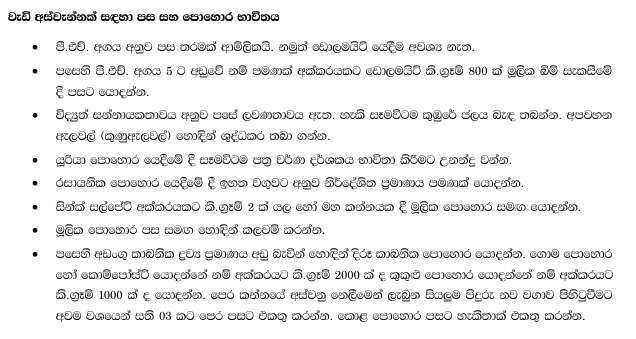 වැඩි අස්වැන්නක් සඳහා පස සහ පොහොර භාවිතය
• පී.එච්. අගය අනුව පස තරමක් ආම්ලිකයි. නමුත් ඩොලමයිට් යෙදීම අවශ්‍ය නැත.
• පසෙහි පී.එච්. අගය 5 ට අඩුවේ නම් පමණක් අක්කරයකට ඩොලමයිට් කි.ග්‍රෑම් 800 ක් මූලික බිම් සැකසීමේ
දී පසට යොදන්න.
• විද්‍යුත් සන්නායකතාවය අනුව පසේ ලවණතාවය ඇත. හැකි සෑමවිටම කුඹුරේ ජලය බැඳ තබන්න. අපවහන
ඇලවල් (කුණුඇලවල්) හොඳින් ශුද්ධකර තබා ගන්න.
• යූරියා පොහොර යෙදීමේ දී සෑමවිටම පත්‍ර වර්ණ දර්ශකය භාවිතා කිරීමට උනන්දු වන්න.
• රසායනික පොහොර යෙදීමේ දී ඉහත වගුවට අනුව නිර්දේශිත ප්‍රමාණය පමණක් යොදන්න.
• සින්ක් සල්පේට් අක්කරයකට කි.ග්‍රෑම් 2 ක් යල හෝ මහ කන්නයක දී මූලික පොහොර සමඟ යොදන්න.
• මූලික පොහොර පස සමඟ හොඳින් කලවම් කරන්න.
• පසෙහි අඩංගු කාබනික ද්‍රව්‍ය ප්‍රමාණය අඩු බැවින් හොඳින් දිරූ කාබනික පොහොර යොදන්න. ගොම පොහොර
හෝ කොම්පෝස්ට් යොදන්නේ නම් අක්කරයට කි.ග්‍රෑම් 2000 ක් ද කුකුළු පොහොර යොදන්නේ නම් අක්කරයට
කි.ග්‍රෑම් 1000 ක් ද යොදන්න. පෙර කන්නයේ අස්වනු නෙලීමෙන් ලැබුන සියලුම පිදුරු නව වගාව පිහිටුවීමට
අවම වශයෙන් සති 03 කට පෙර පසට එකතු කරන්න. කොළ පොහොර පසට හැකිතාක් එකතු කරන්න.